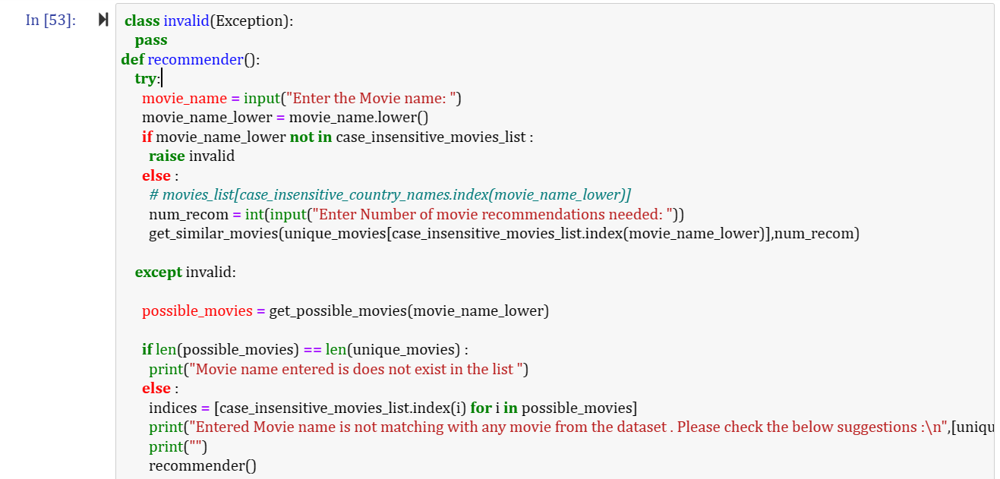 In [53]:
class invalid(Exception):
pass
def recommender():
try:
movie_name = input("Enter the Movie name: ")
movie_name_lower = movie_name.lower()
if movie_name_lower not in case_insensitive_movies_list :
raise invalid
else :
# movies_list[case_insensitive_country_names.index(movie_name_lower)]
num_recom = int(input("Enter Number of movie recommendations needed: "))
get_similar_movies(unique_movies[case_insensitive_movies_list.index(movie_name_lower)],num_recom)
except invalid:
possible_movies = get_possible_movies(movie_name_lower)
if len(possible_movies) == len(unique_movies) :
print("Movie name entered is does not exist in the list ")
else :
indices = [case_insensitive_movies_list.index(i) for i in possible_movies]
print("Entered Movie name is not matching with any movie from the dataset . Please check the below suggestions :\n",[uniqu
print("")
recommender()